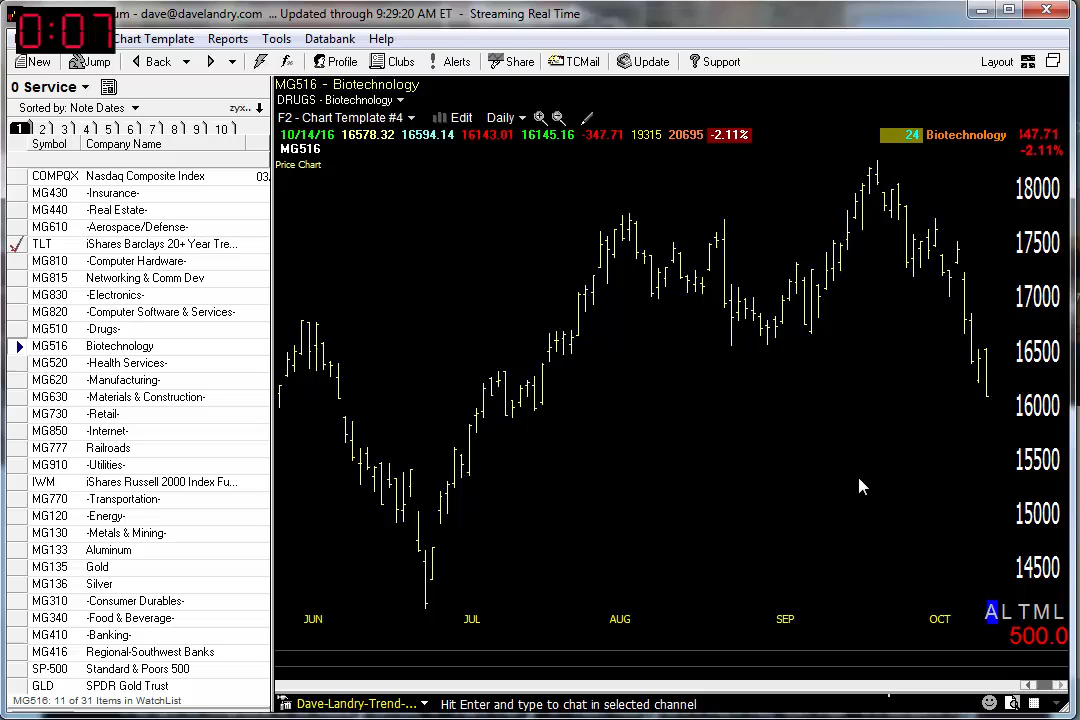 0:07
um - dave@davelandry.com ... Updated through 9:29:20 AM ET - Streaming Real Time
Chart Template Reports Tools Databank Help
New Jump Back Profile Clubs Alerts Share TCMail Update Support Layout
0 Service
Sorted by: Note Dates zyx..
1 2 3 4 5 6 7 8 9 10
Symbol Company Name
COMPQX Nasdaq Composite Index 03.
MG430 -Insurance-
MG440 -Real Estate-
MG610 -Aerospace/Defense-
TLT iShares Barclays 20+ Year Tre...
MG810 -Computer Hardware-
MG815 Networking & Comm Dev
MG830 -Electronics-
MG820 -Computer Software & Services-
MG510 -Drugs-
MG516 Biotechnology
MG520 -Health Services-
MG620 -Manufacturing-
MG630 -Materials & Construction-
MG730 -Retail-
MG850 -Internet-
MG777 Railroads
MG910 -Utilities-
IWM iShares Russell 2000 Index Fu...
MG770 -Transportation-
MG120 -Energy-
MG130 -Metals & Mining-
MG133 Aluminum
MG135 Gold
MG136 Silver
MG310 -Consumer Durables-
MG340 -Food & Beverage-
MG410 -Banking-
MG416 Regional-Southwest Banks
SP-500 Standard & Poors 500
GLD SPDR Gold Trust
MG516: 11 of 31 Items in WatchList
MG516 - Biotechnology
DRUGS - Biotechnology
F2 - Chart Template #4 Edit Daily
10/14/16 16578.32 16594.14 16143.01 16145.16 -347.71 19315 20695 -2.11%
24 Biotechnology 347.71
-2.11%
MG516
Price Chart
18000
17500
17000
16500
16000
15500
15000
14500
JUN JUL AUG SEP OCT
A L T M L
500.0
Dave-Landry-Trend-... Hit Enter and type to chat in selected channel